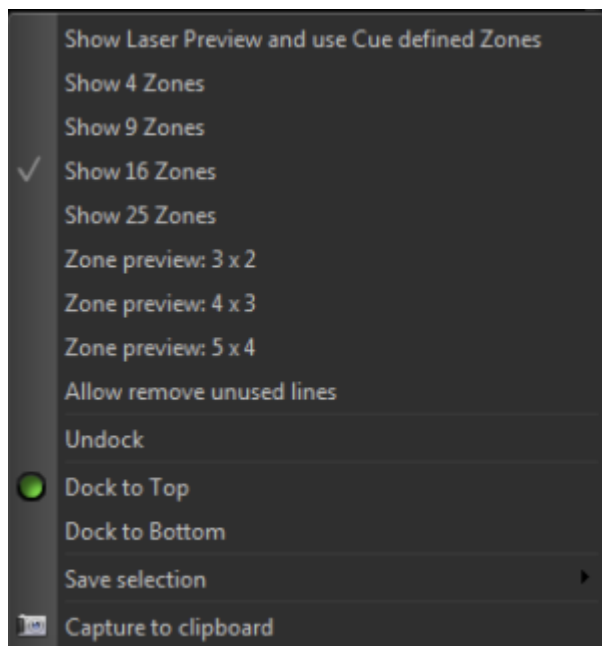 Show Laser Preview and use Cue defined Zones
Show 4 Zones
Show 9 Zones
Show 16 Zones
Show 25 Zones
Zone preview: 3 x 2
Zone preview: 4 x 3
Zone preview: 5 x 4
Allow remove unused lines
Undock
Dock to Top
Dock to Bottom
Save selection
Capture to clipboard